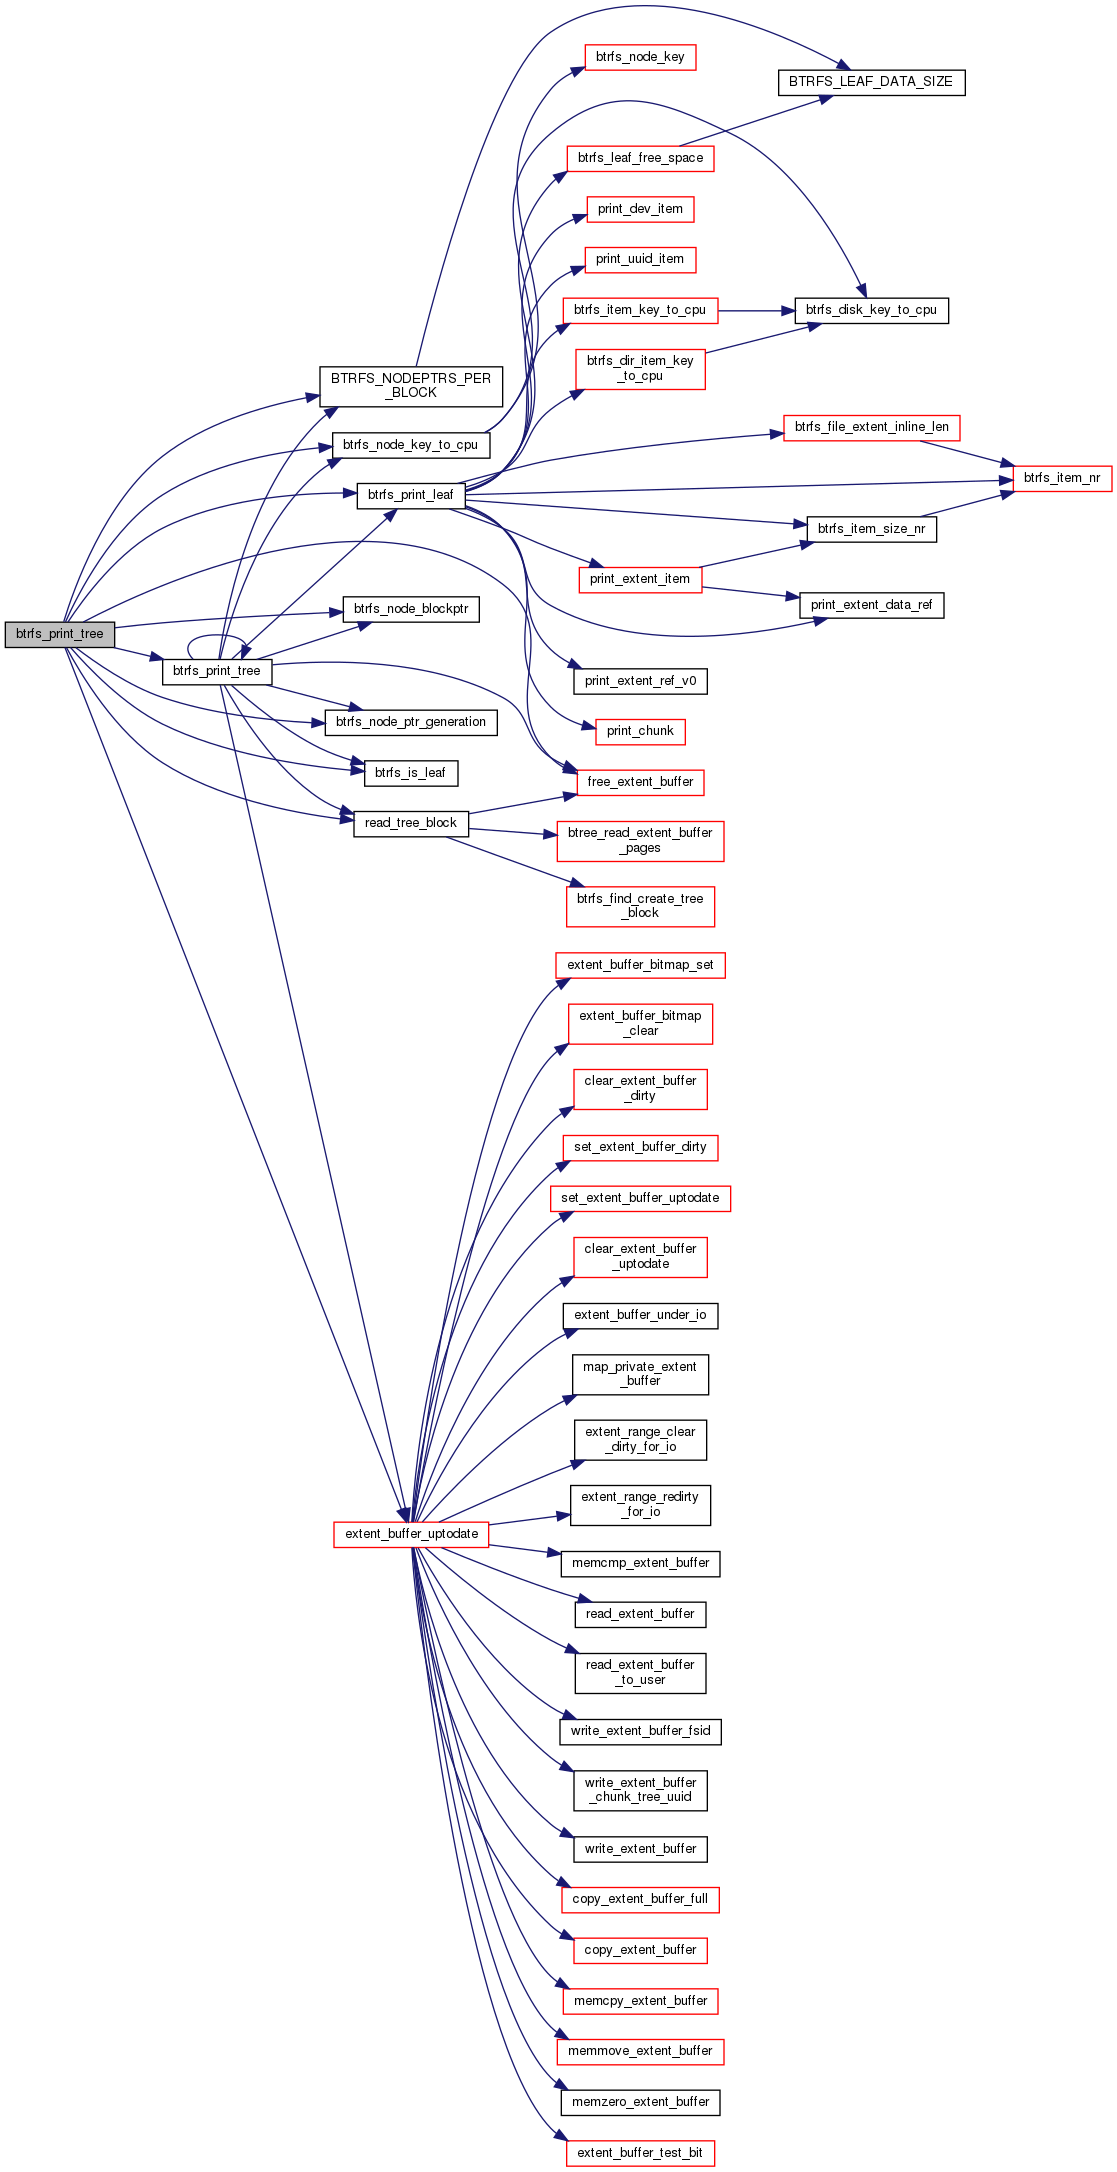 btrfs_node_key
BTRFS_LEAF_DATA_SIZE
btrfs_leaf_free_space
print_dev_item
print_uuid_item
btrfs_item_key_to_cpu
btrfs_disk_key_to_cpu
btrfs_dir_item_key
_to_cpu
BTRFS_NODEPTRS_PER
_BLOCK
btrfs_file_extent_inline_len
btrfs_node_key_to_cpu
btrfs_item_nr
btrfs_print_leaf
btrfs_item_size_nr
print_extent_item
print_extent_data_ref
btrfs_node_blockptr
btrfs_print_tree
btrfs_print_tree
print_extent_ref_v0
btrfs_node_ptr_generation
print_chunk
btrfs_is_leaf
free_extent_buffer
read_tree_block
btree_read_extent_buffer
_pages
btrfs_find_create_tree
_block
extent_buffer_bitmap_set
extent_buffer_bitmap
_clear
clear_extent_buffer
_dirty
set_extent_buffer_dirty
set_extent_buffer_uptodate
clear_extent_buffer
_uptodate
extent_buffer_under_io
map_private_extent
_buffer
extent_range_clear
_dirty_for_io
extent_range_redirty
_for_io
extent_buffer_uptodate
memcmp_extent_buffer
read_extent_buffer
read_extent_buffer
_to_user
write_extent_buffer_fsid
write_extent_buffer
_chunk_tree_uuid
write_extent_buffer
copy_extent_buffer_full
copy_extent_buffer
memcpy_extent_buffer
memmove_extent_buffer
memzero_extent_buffer
extent_buffer_test_bit